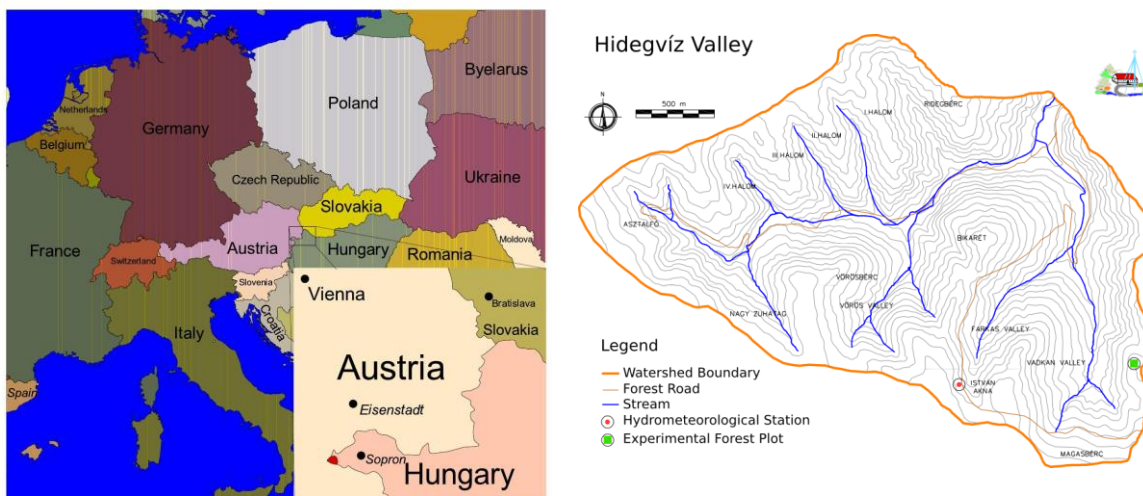 Byelarus
Poland
Netherlands
Germany
Belgium
Ukraine
Czech Republic
Slovakia
France
Austria
Hungary
Moldova
Romania
Switzerland
Slovenia
Croatia
Italy
Spain
Vienna
Bratislava
Slovakia
Austria
Eisenstadt
Sopron
Hungary
Hidegvíz Valley
N
500 m
RIDEGBÉRC
I.HALOM
II.HALOM
III.HALOM
IV.HALOM
ASZTALFŐ
BIKARÉT
VÖRÖSBÉRC
VÖRÖS VALLEY
NAGY ZUHATAG
FARKAS VALLEY
VADKAN VALLEY
ISTVÁN
AKNA
MAGASBÉRC
Legend
Watershed Boundary
Forest Road
Stream
Hydrometeorological Station
Experimental Forest Plot